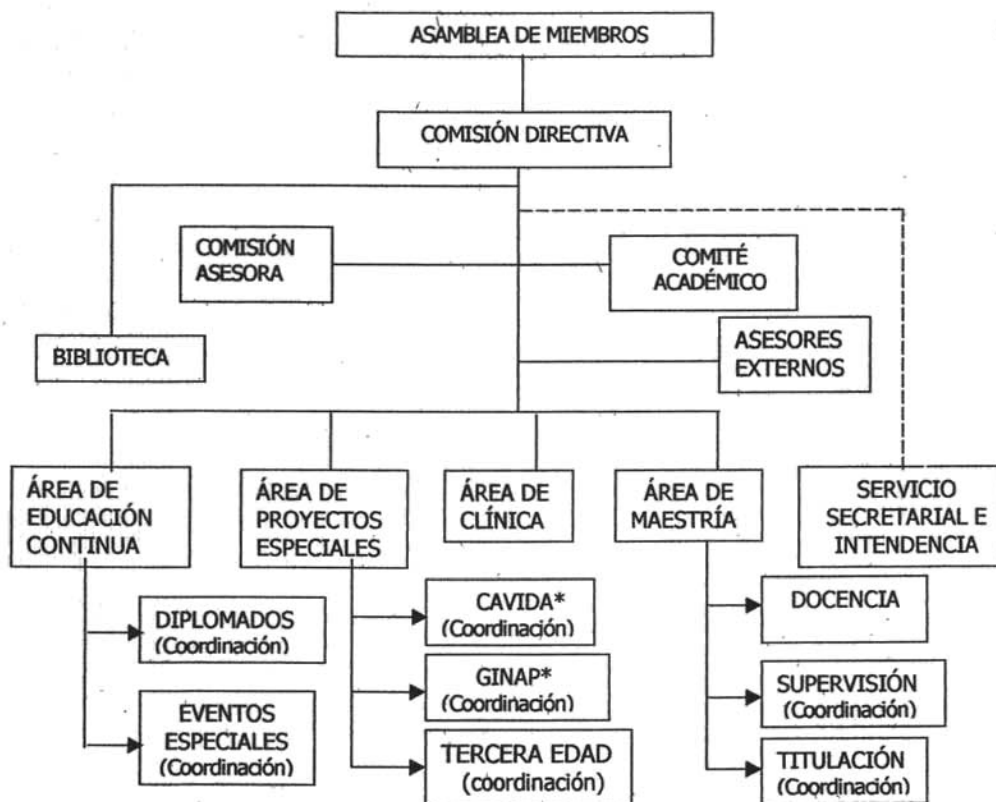 ASAMBLEA DE MIEMBROS
COMISIÓN DIRECTIVA
COMISIÓN
ASESORA
COMITÉ
ACADÉMICO
BIBLIOTECA
ASESORES
EXTERNOS
ÁREA DE
EDUCACIÓN
CONTINUA
ÁREA DE
PROYECTOS
ESPECIALES
ÁREA DE
CLÍNICA
ÁREA DE
MAESTRÍA
SERVICIO
SECRETARIAL E
INTENDENCIA
DIPLOMADOS
(Coordinación)
EVENTOS
ESPECIALES
(Coordinación)
CAVIDA*
(Coordinación)
GINAP*
(Coordinación)
TERCERA EDAD
(coordinación)
DOCENCIA
SUPERVISIÓN
(Coordinación)
TITULACIÓN
(Coordinación)